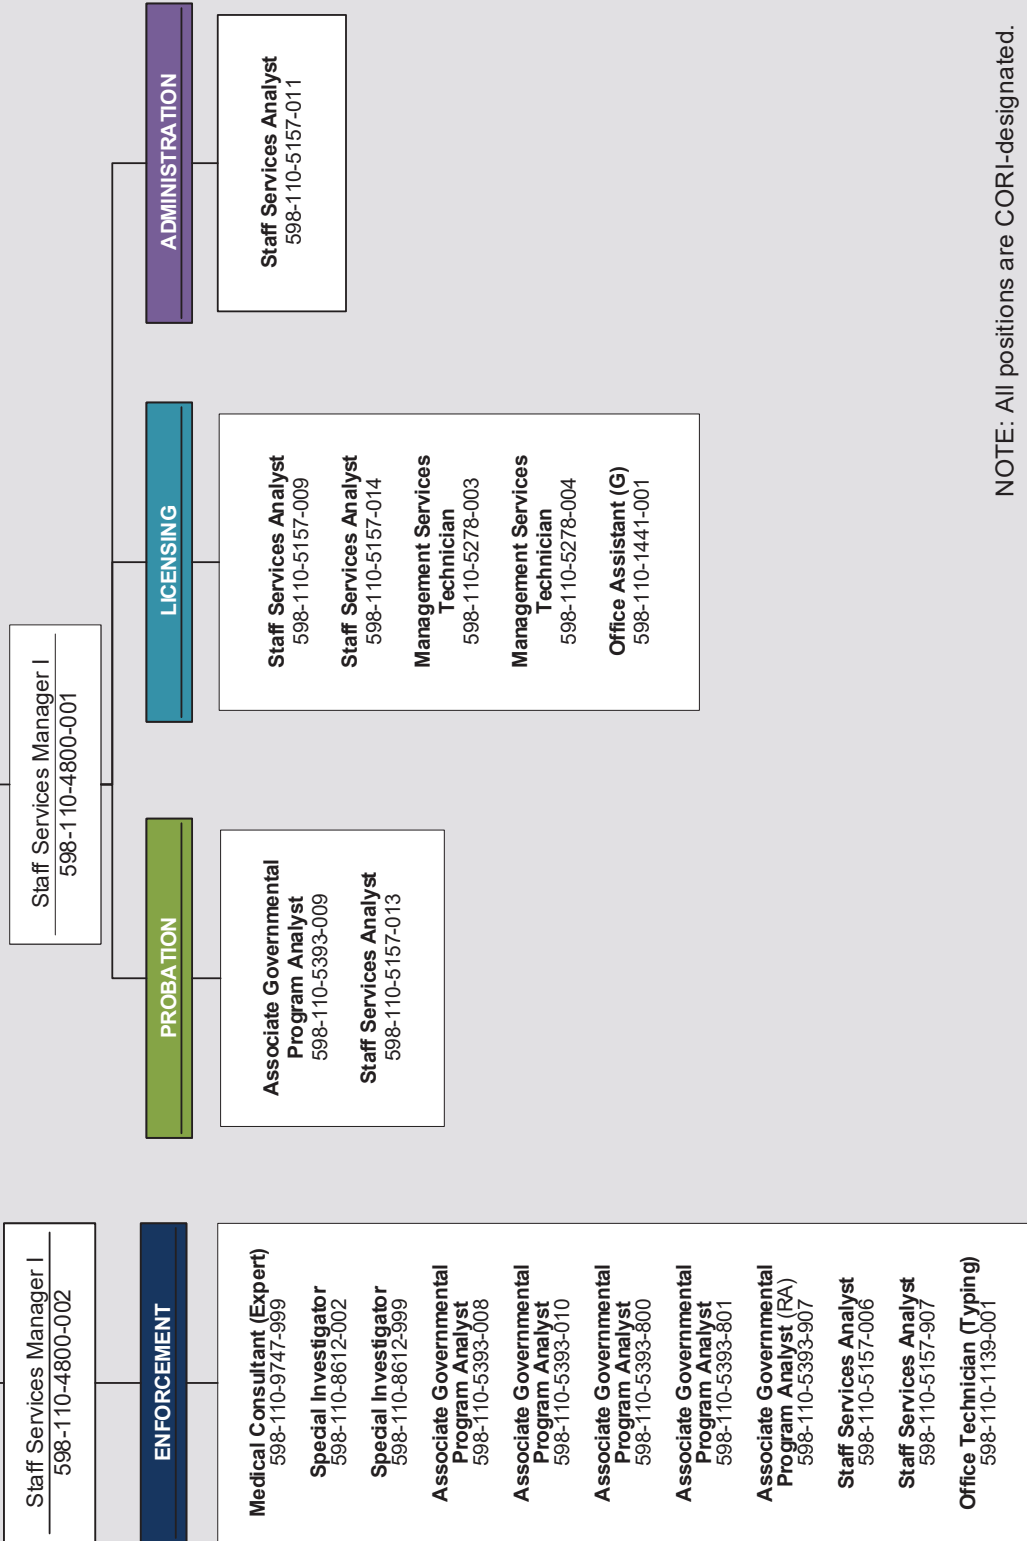 Staff Services Manager I
598-110-4800-002
ENFORCEMENT
Medical Consultant (Expert)
598-110-9747-999
Special Investigator
598-110-8612-002
Special Investigator
598-110-8612-999
Associate Governmental
Program Analyst
598-110-5393-008
Associate Governmental
Program Analyst
598-110-5393-010
Associate Governmental
Program Analyst
598-110-5393-800
Associate Governmental
Program Analyst
598-110-5393-801
Associate Governmental
Program Analyst (RA)
598-110-5393-907
Staff Services Analyst
598-110-5157-006
Staff Services Analyst
598-110-5157-907
Office Technician (Typing)
598-110-1139-001
Staff Services Manager I
598-110-4800-001
PROBATION
Associate Governmental
Program Analyst
598-110-5393-009
Staff Services Analyst
598-110-5157-013
LICENSING
Staff Services Analyst
598-110-5157-009
Staff Services Analyst
598-110-5157-014
Management Services
Technician
598-110-5278-003
Management Services
Technician
598-110-5278-004
Office Assistant (G)
598-110-1441-001
ADMINISTRATION
Staff Services Analyst
598-110-5157-011
NOTE: All positions are CORI-designated.